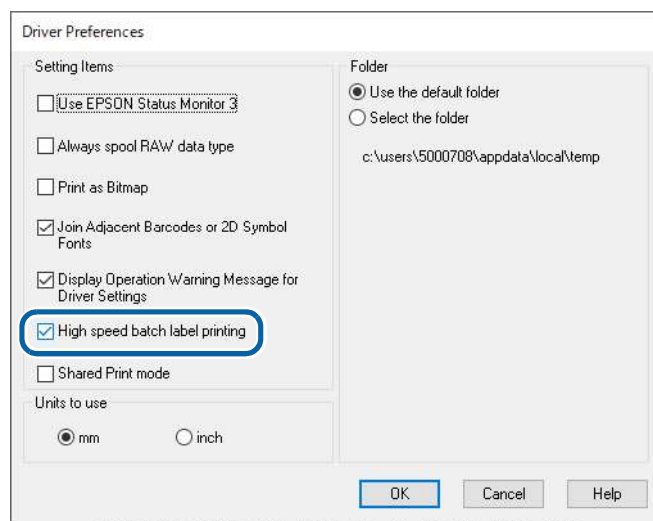 Driver Preferences
Setting Items
Use EPSON Status Monitor 3
Always spool RAW data type
Print as Bitmap
Join Adjacent Barcodes or 2D Symbol
Fonts
Display Operation Warning Message for
Driver Settings
High speed batch label printing
Shared Print mode
Units to use
mm
inch
Folder
Use the default folder
Select the folder
c:\users\5000708\appdata\local\temp
OK
Cancel
Help